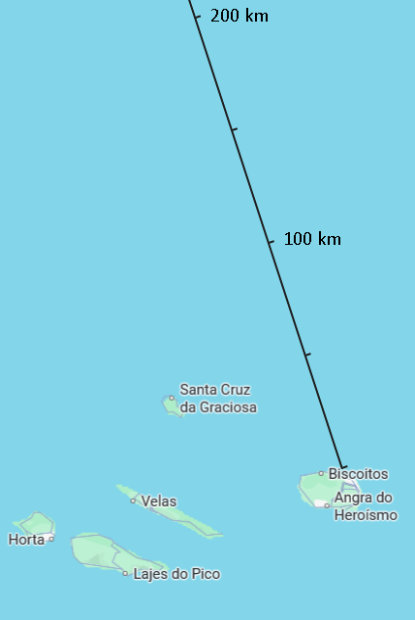 200 km
100 km
Santa Cruz
da Graciosa
Biscoitos
Angra do
Heroísmo
Velas
Horta
Lajes do Pico